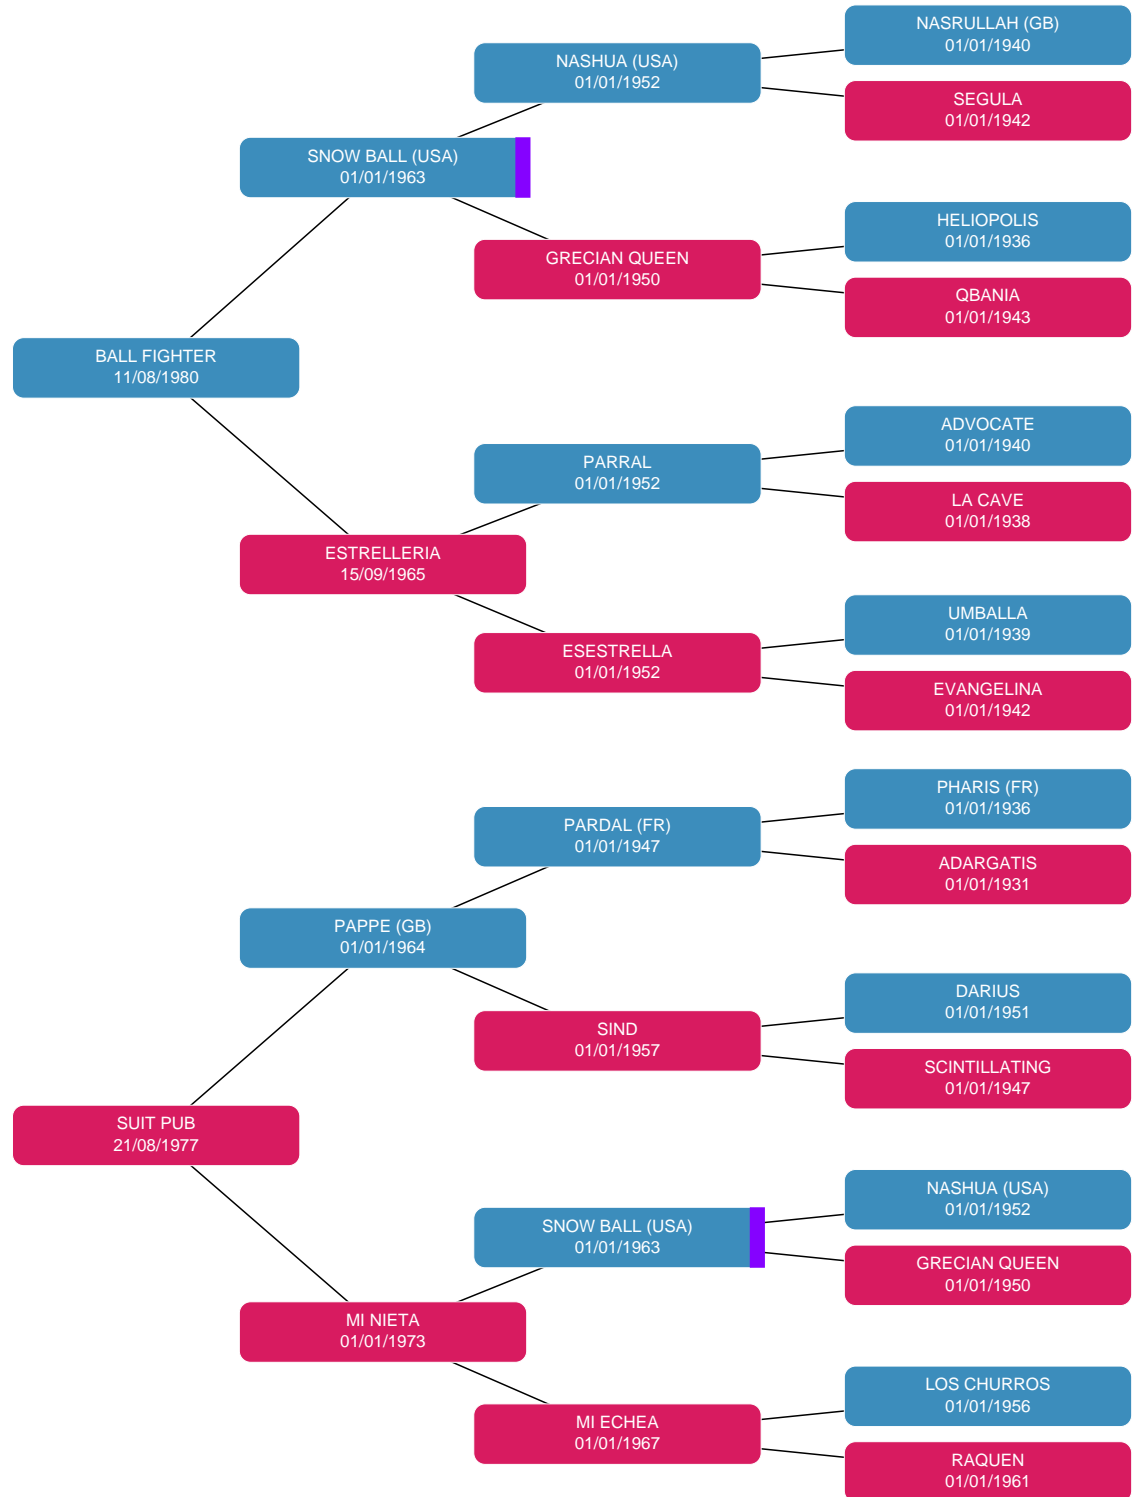 NASRULLAH (GB)
01/01/1940
NASHUA (USA)
01/01/1952
SEGULA
01/01/1942
SNOW BALL (USA)
01/01/1963
HELIOPOLIS
01/01/1936
GRECIAN QUEEN
01/01/1950
QBANIA
01/01/1943
BALL FIGHTER
11/08/1980
ADVOCATE
01/01/1940
PARRAL
01/01/1952
LA CAVE
01/01/1938
ESTRELLERIA
15/09/1965
UMBALLA
01/01/1939
ESESTRELLA
01/01/1952
EVANGELINA
01/01/1942
PHARIS (FR)
01/01/1936
PARDAL (FR)
01/01/1947
ADARGATIS
01/01/1931
PAPPE (GB)
01/01/1964
DARIUS
01/01/1951
SIND
01/01/1957
SCINTILLATING
01/01/1947
SUIT PUB
21/08/1977
NASHUA (USA)
01/01/1952
SNOW BALL (USA)
01/01/1963
GRECIAN QUEEN
01/01/1950
MI NIETA
01/01/1973
LOS CHURROS
01/01/1956
MI ECHEA
01/01/1967
RAQUEN
01/01/1961